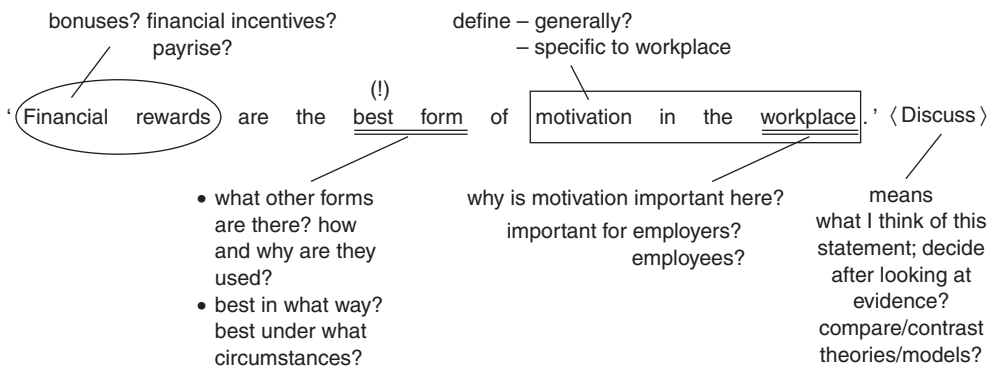 bonuses? financial incentives?
payrise?
define – generally?
– specific to workplace
(!)
‘ Financial rewards are the best form of motivation in the workplace.’ 〈Discuss〉
• what other forms
are there? how
and why are they
used?
• best in what way?
best under what
circumstances?
why is motivation important here?
important for employers?
employees?
means
what I think of this
statement; decide
after looking at
evidence?
compare/contrast
theories/models?